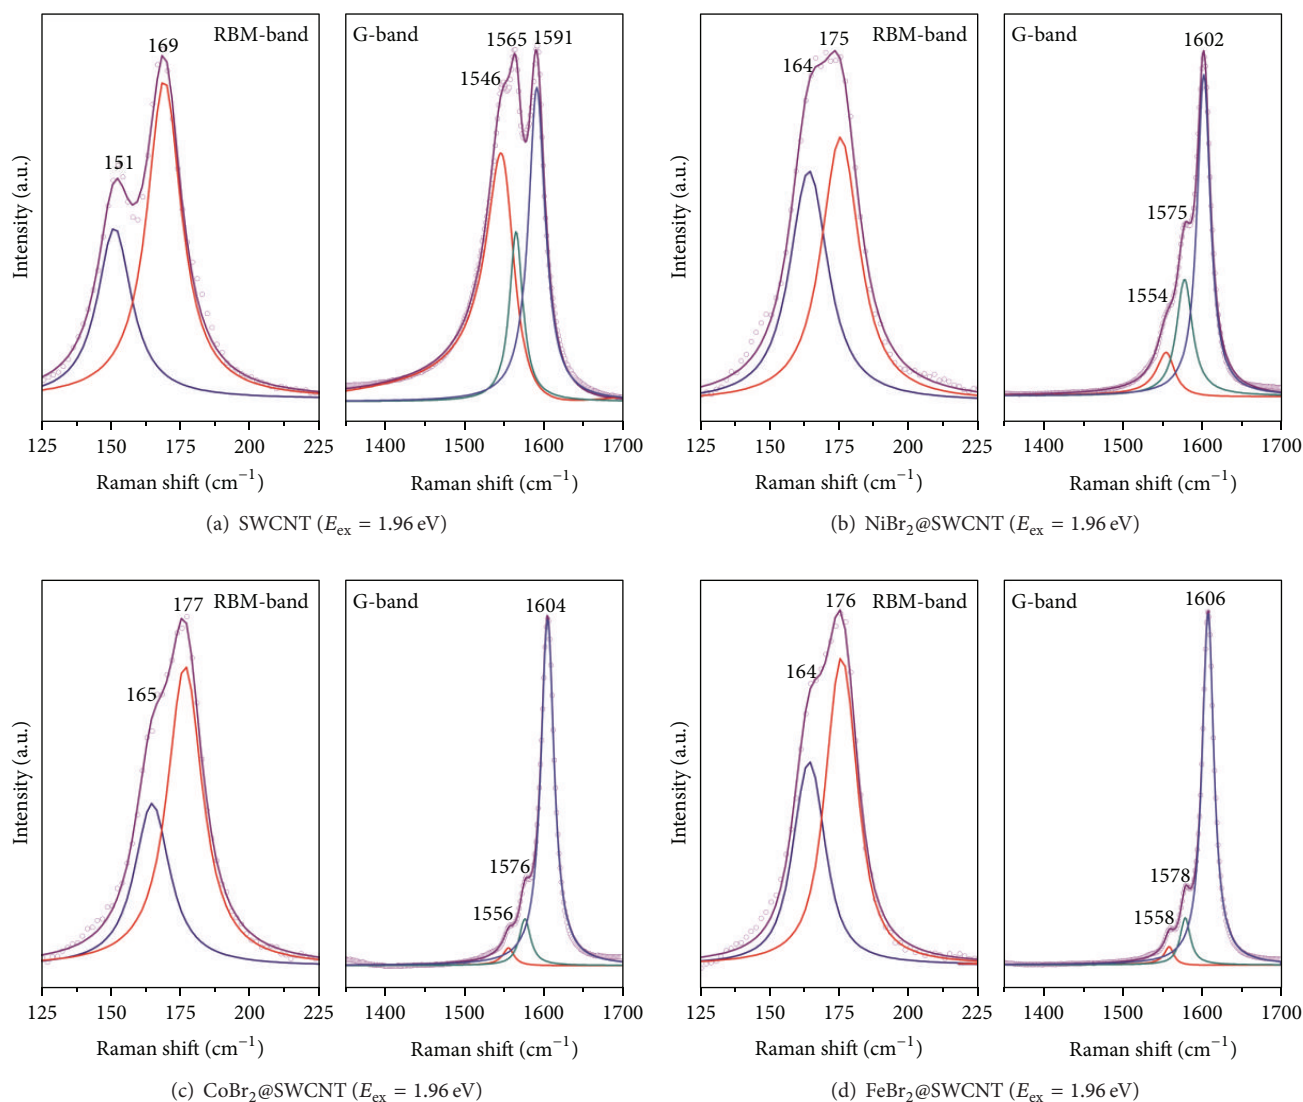 RBM-band
169
151
Intensity (a.u.)
125 150 175 200 225
Raman shift (cm−1)
G-band
1565 1591
1546
1400 1500 1600 1700
Raman shift (cm−1)
(a) SWCNT (Eex = 1.96 eV)
RBM-band
175
164
Intensity (a.u.)
125 150 175 200 225
Raman shift (cm−1)
G-band
1602
1575
1554
1400 1500 1600 1700
Raman shift (cm−1)
(b) NiBr2@SWCNT (Eex = 1.96 eV)
RBM-band
177
165
Intensity (a.u.)
125 150 175 200 225
Raman shift (cm−1)
G-band
1604
1576
1556
1400 1500 1600 1700
Raman shift (cm−1)
(c) CoBr2@SWCNT (Eex = 1.96 eV)
176
RBM-band
164
Intensity (a.u.)
125 150 175 200 225
Raman shift (cm−1)
G-band
1606
1578
1558
1400 1500 1600 1700
Raman shift (cm−1)
(d) FeBr2@SWCNT (Eex = 1.96 eV)